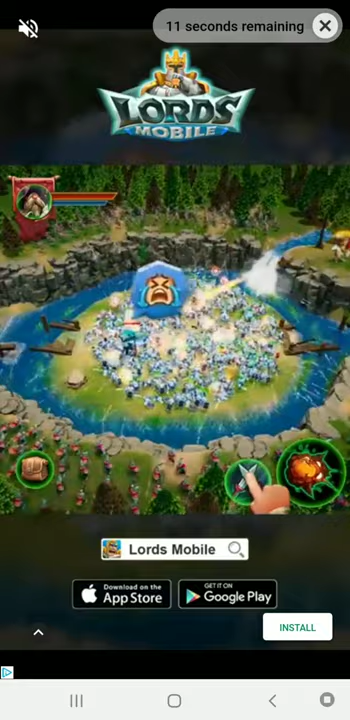 11 seconds remaining
LORDS
MOBILE
Lords Mobile
Download on the
App Store
GET IT ON
Google Play
INSTALL